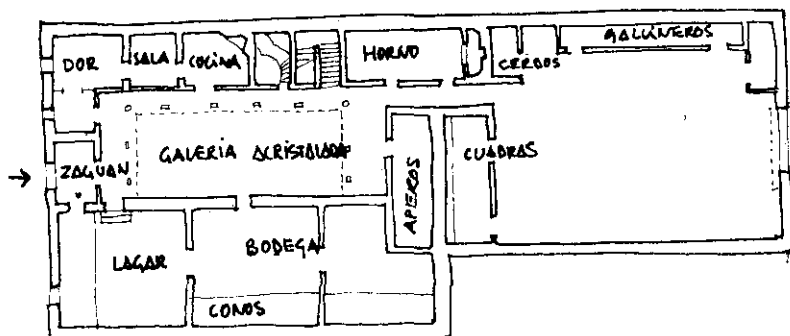 DOR
SALA
COCINA
HORNO
CERDOS
GALLINEROS
ZAGUAN
GALERIA ACRISTALADA
APEROS
CUADRAS
LAGAR
BODEGA
CONOS